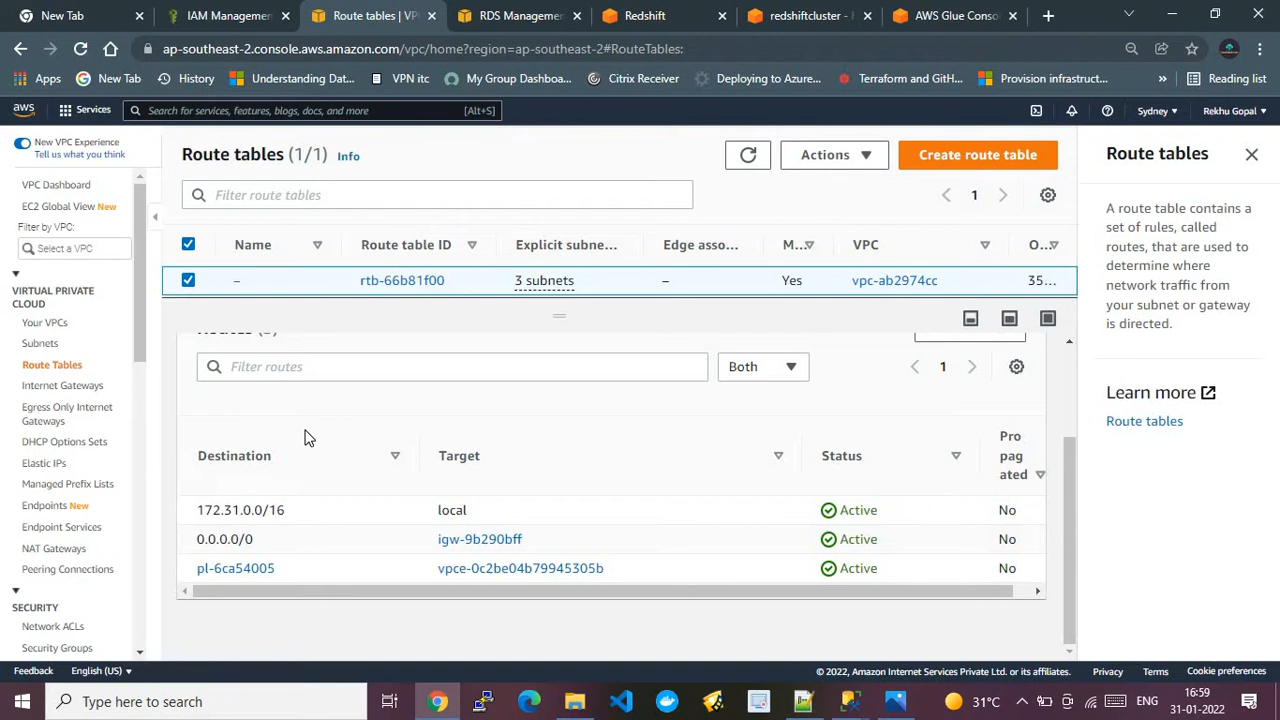 New Tab
IAM Manageme
Route tables | VP
RDS Manageme
Redshift
redshiftcluster -
AWS Glue Conso
ap-southeast-2.console.aws.amazon.com/vpc/home?region=ap-southeast-2#RouteTables:
Apps
New Tab
History
Understanding Dat...
VPN itc
My Group Dashboa...
Citrix Receiver
Deploying to Azure...
Terraform and GitH...
Provision infrastruct...
»
Reading list
aws
Services
Search for services, features, blogs, docs, and more
[Alt+S]
Sydney
Rekhu Gopal
New VPC Experience
Tell us what you think
VPC Dashboard
EC2 Global View New
Filter by VPC:
Select a VPC
VIRTUAL PRIVATE
CLOUD
Your VPCs
Subnets
Route Tables
Internet Gateways
Egress Only Internet
Gateways
DHCP Options Sets
Elastic IPs
Managed Prefix Lists
Endpoints New
Endpoint Services
NAT Gateways
Peering Connections
SECURITY
Network ACLs
Security Groups
Route tables (1/1) Info
Actions
Create route table
Filter route tables
1
Name
Route table ID
Explicit subne...
Edge asso...
M...
VPC
O...
–
rtb-66b81f00
3 subnets
–
Yes
vpc-ab2974cc
35...
Filter routes
Both
1
Destination
Target
Status
Pro
pag
ated
172.31.0.0/16
local
Active
No
0.0.0.0/0
igw-9b290bff
Active
No
pl-6ca54005
vpce-0c2be04b79945305b
Active
No
Route tables
A route table contains a
set of rules, called
routes, that are used to
determine where
network traffic from
your subnet or gateway
is directed.
Learn more
Route tables
Feedback
English (US)
© 2022, Amazon Internet Services Private Ltd. or its affiliates.
Privacy
Terms
Cookie preferences
Type here to search
31°C
ENG
16:59
31-01-2022